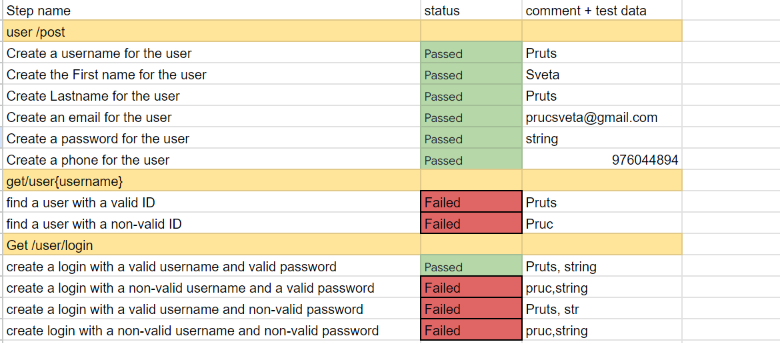 Step name status comment + test data
user /post
Create a username for the user Passed Pruts
Create the First name for the user Passed Sveta
Create Lastname for the user Passed Pruts
Create an email for the user Passed prucsveta@gmail.com
Create a password for the user Passed string
Create a phone for the user Passed 976044894
get/user{username}
find a user with a valid ID Failed Pruts
find a user with a non-valid ID Failed Pruc
Get /user/login
create a login with a valid username and valid password Passed Pruts, string
create a login with a non-valid username and a valid password Failed pruc,string
create a login with a valid username and non-valid password Failed Pruts, str
create login with a non-valid username and non-valid password Failed pruc,string